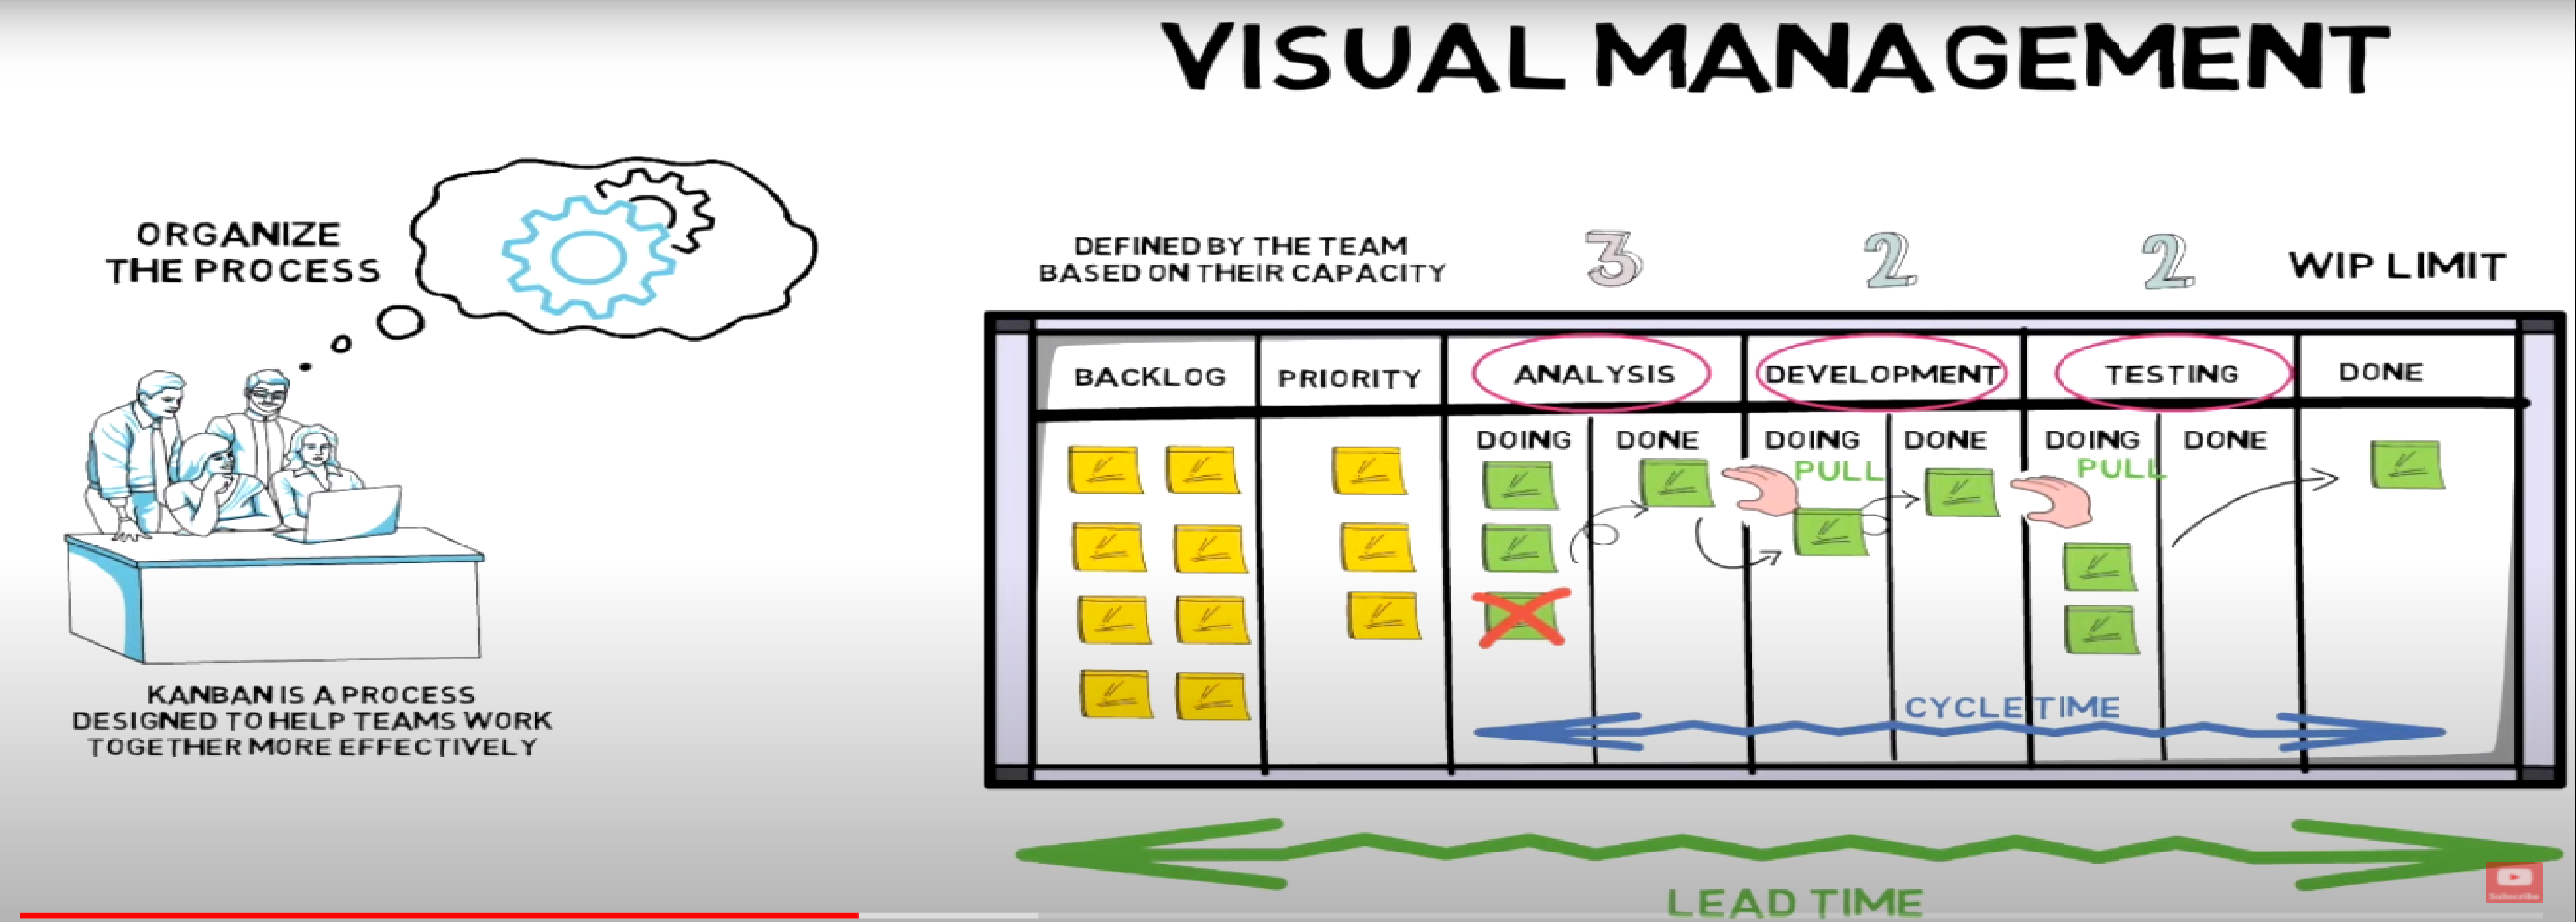 VISUAL MANAGEMENT
ORGANIZE
THE PROCESS
KANBAN IS A PROCESS
DESIGNED TO HELP TEAMS WORK
TOGETHER MORE EFFECTIVELY
DEFINED BY THE TEAM
BASED ON THEIR CAPACITY
3 2 2 WIP LIMIT
BACKLOG PRIORITY ANALYSIS DEVELOPMENT TESTING DONE
DOING DONE DOING DONE DOING DONE
PULL PULL
CYCLE TIME
LEAD TIME
Subscribe